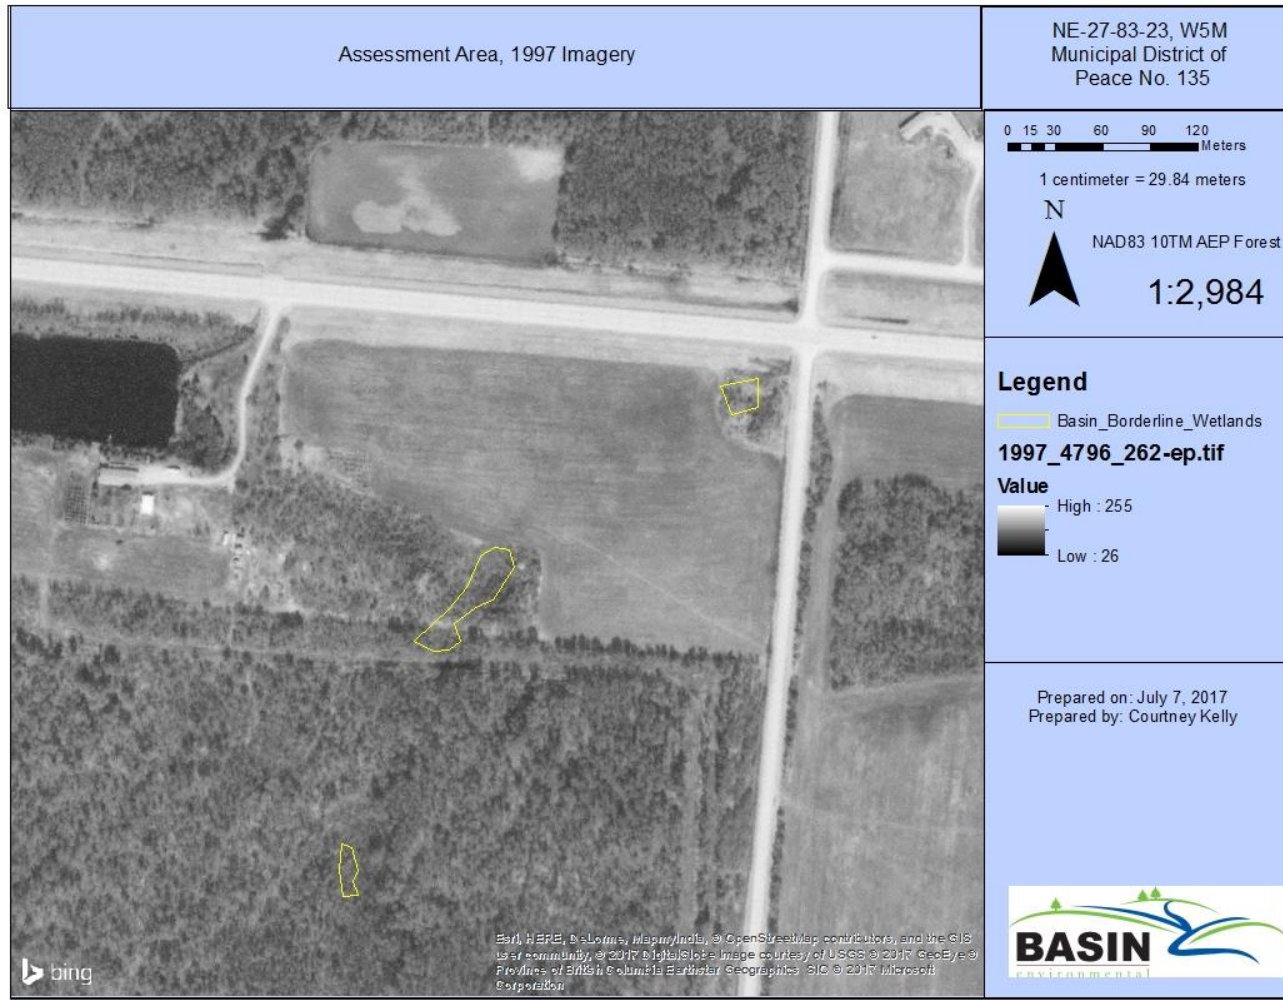 Assessment Area, 1997 Imagery
NE-27-83-23, W5M
Municipal District of
Peace No. 135
0 15 30 60 90 120
Meters
1 centimeter = 29.84 meters
N
NAD83 10TM AEP Forest
1:2,984
Legend
Basin_Borderline_Wetlands
1997_4796_262-ep.tif
Value
High : 255
Low : 26
Prepared on: July 7, 2017
Prepared by: Courtney Kelly
BASIN
environmental
Esri, HERE, DeLorme, MapmyIndia, © OpenStreetMap contributors, and the GIS
user community, © 2017 DigitalGlobe Image courtesy of USGS © 2017 GeoEye ©
Province of British Columbia Earthstar Geographics SIO © 2017 Microsoft
Corporation
bing